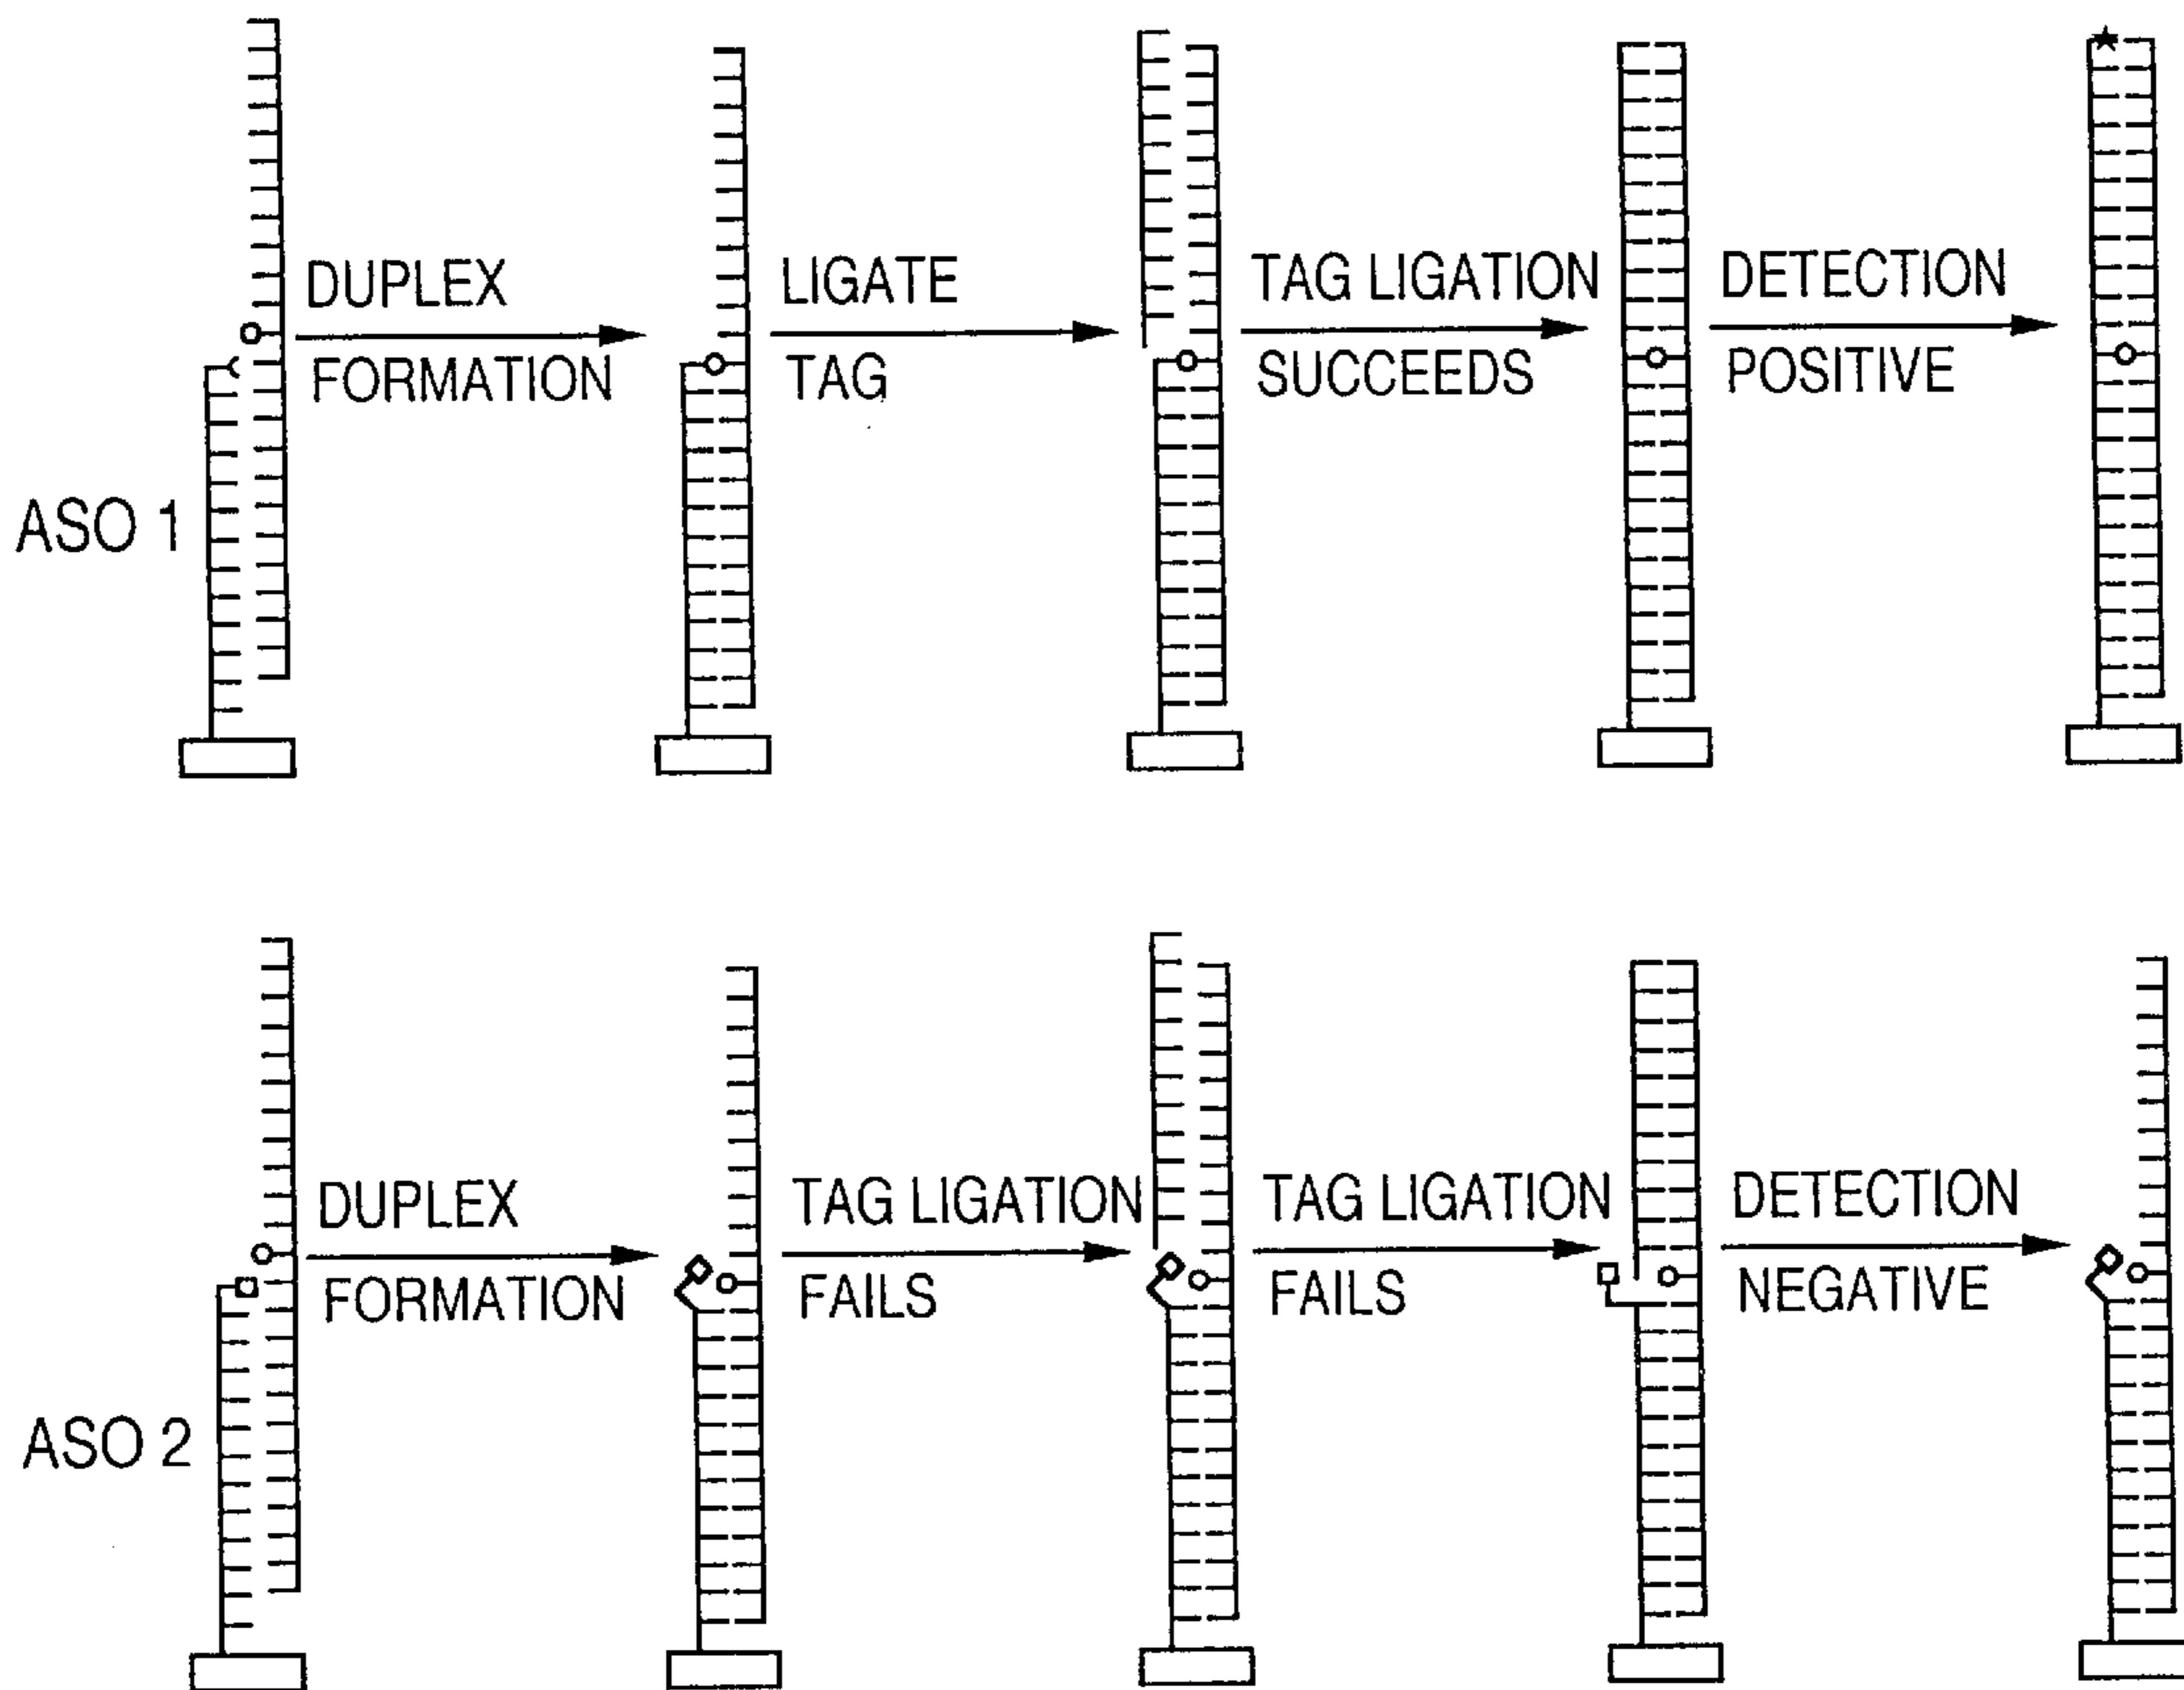 DUPLEX
FORMATION
LIGATE
TAG
TAG LIGATION
SUCCEEDS
DETECTION
POSITIVE
ASO 1
DUPLEX
FORMATION
TAG LIGATION
FAILS
TAG LIGATION
FAILS
DETECTION
NEGATIVE
ASO 2